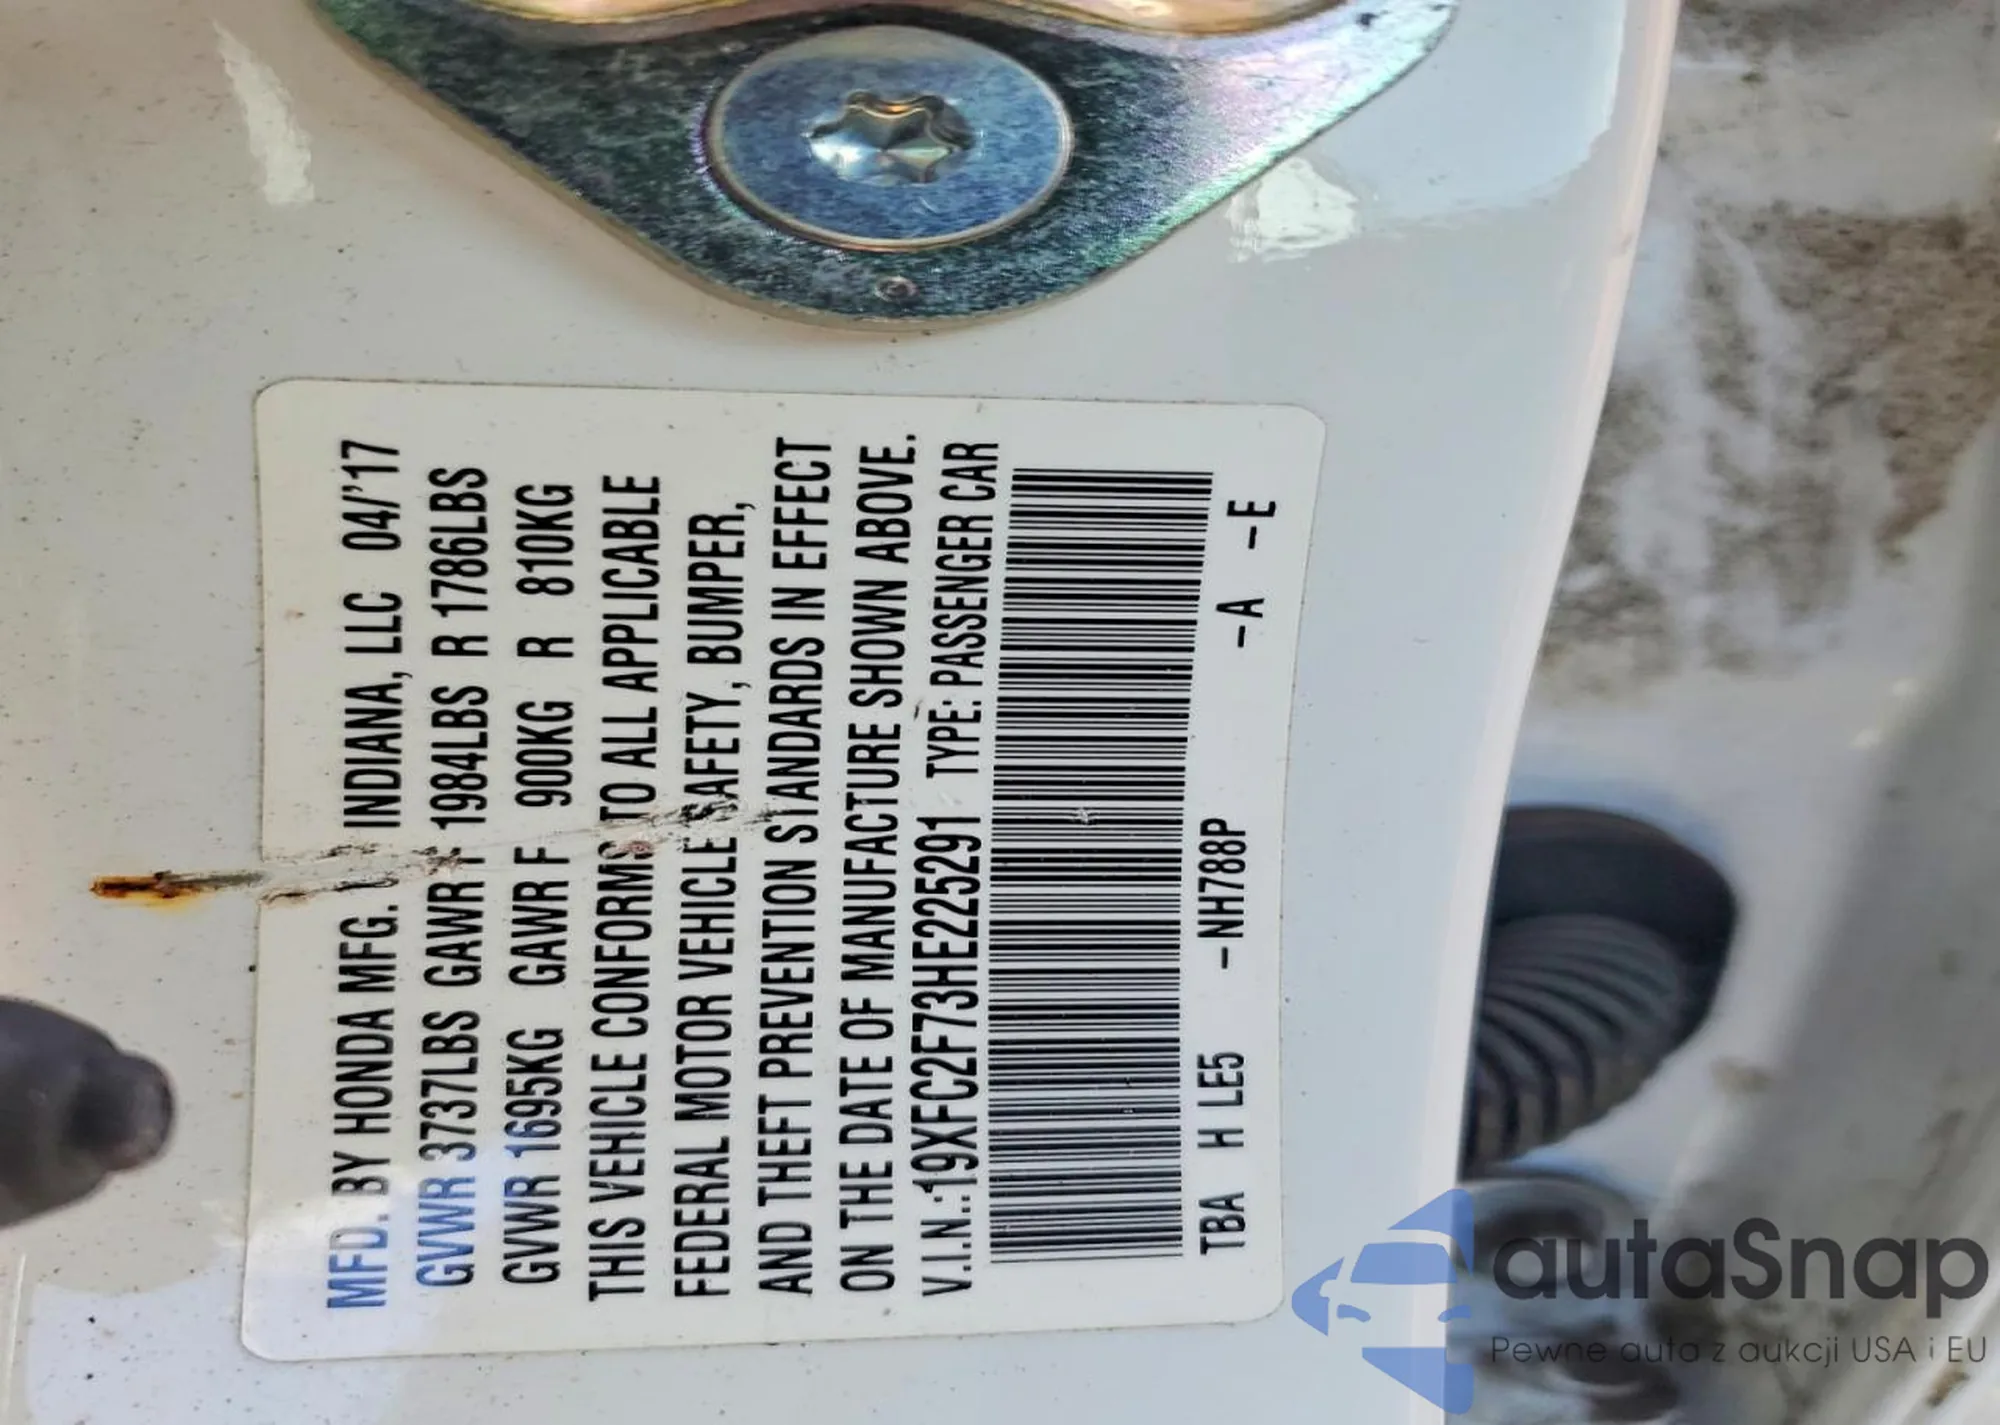 MFD. BY HONDA MFG. INDIANA, LLC 04/'17
GVWR 3737LBS GAWR F 1984LBS R 1786LBS
GVWR 1695KG GAWR F 900KG R 810KG
THIS VEHICLE CONFORMS TO ALL APPLICABLE
FEDERAL MOTOR VEHICLE SAFETY, BUMPER,
AND THEFT PREVENTION STANDARDS IN EFFECT
ON THE DATE OF MANUFACTURE SHOWN ABOVE.
V.I.N.:19XFC2F73HE225291 TYPE: PASSENGER CAR
TBA H LE5 -NH788P -A -E
autaSnap
Pewne auta z aukcji USA i EU